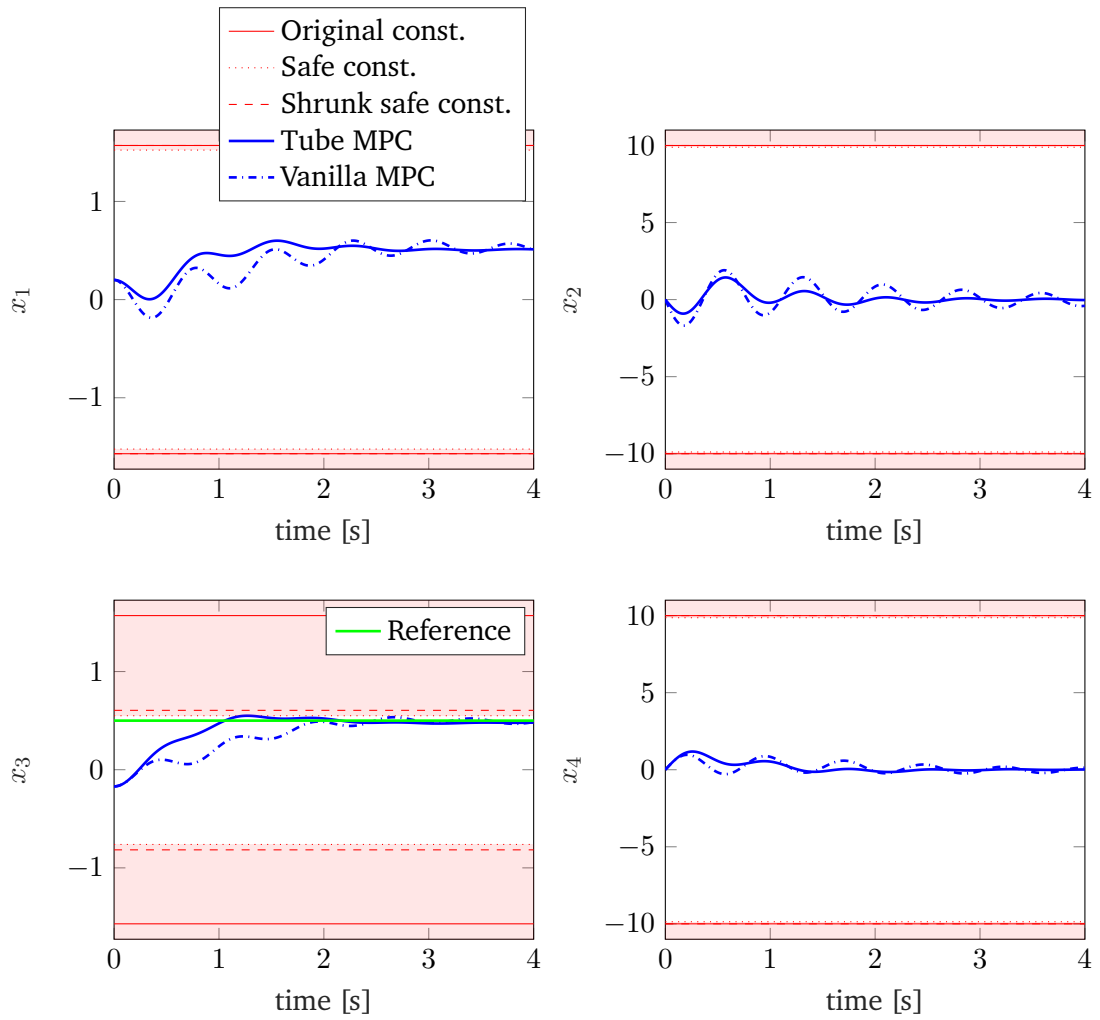 Original const.
Safe const.
Shrunk safe const.
Tube MPC
Vanilla MPC
1
0
−1
x1
0 1 2 3 4
time [s]
10
5
0
−5
−10
x2
0 1 2 3 4
time [s]
Reference
1
0
−1
x3
0 1 2 3 4
time [s]
10
5
0
−5
−10
x4
0 1 2 3 4
time [s]